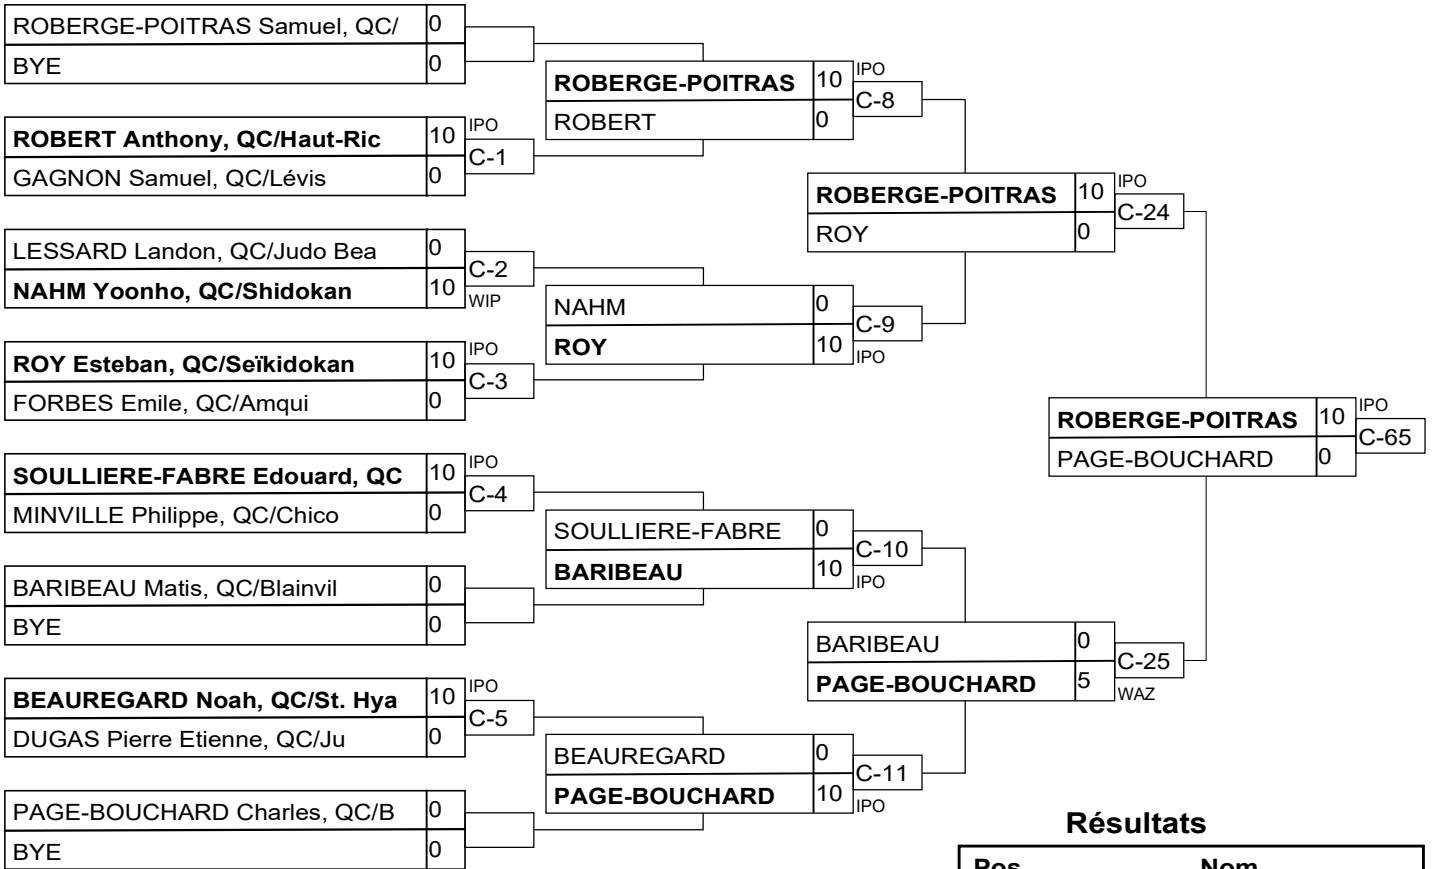 ROBERGE-POITRAS Samuel, QC/ 0
BYE 0
ROBERT Anthony, QC/Haut-Ric 10 IPO
C-1
GAGNON Samuel, QC/Lévis 0
LESSARD Landon, QC/Judo Bea 0
C-2
NAHM Yoonho, QC/Shidokan 10 WIP
ROY Esteban, QC/Seïkidokan 10 IPO
C-3
FORBES Emile, QC/Amqui 0
SOULLIERE-FABRE Edouard, QC 10 IPO
C-4
MINVILLE Philippe, QC/Chico 0
BARIBEAU Matis, QC/Blainvil 0
BYE 0
BEAUREGARD Noah, QC/St. Hya 10 IPO
C-5
DUGAS Pierre Etienne, QC/Ju 0
PAGE-BOUCHARD Charles, QC/B 0
BYE 0
ROBERGE-POITRAS 10 IPO
C-8
ROBERT 0
NAHM 0
C-9
ROY 10 IPO
SOULLIERE-FABRE 0
C-10
BARIBEAU 10 IPO
BEAUREGARD 0
C-11
PAGE-BOUCHARD 10 IPO
ROBERGE-POITRAS 10 IPO
C-24
ROY 0
BARIBEAU 0
C-25
PAGE-BOUCHARD 5 WAZ
ROBERGE-POITRAS 10 IPO
C-65
PAGE-BOUCHARD 0
Résultats
Pos Nom